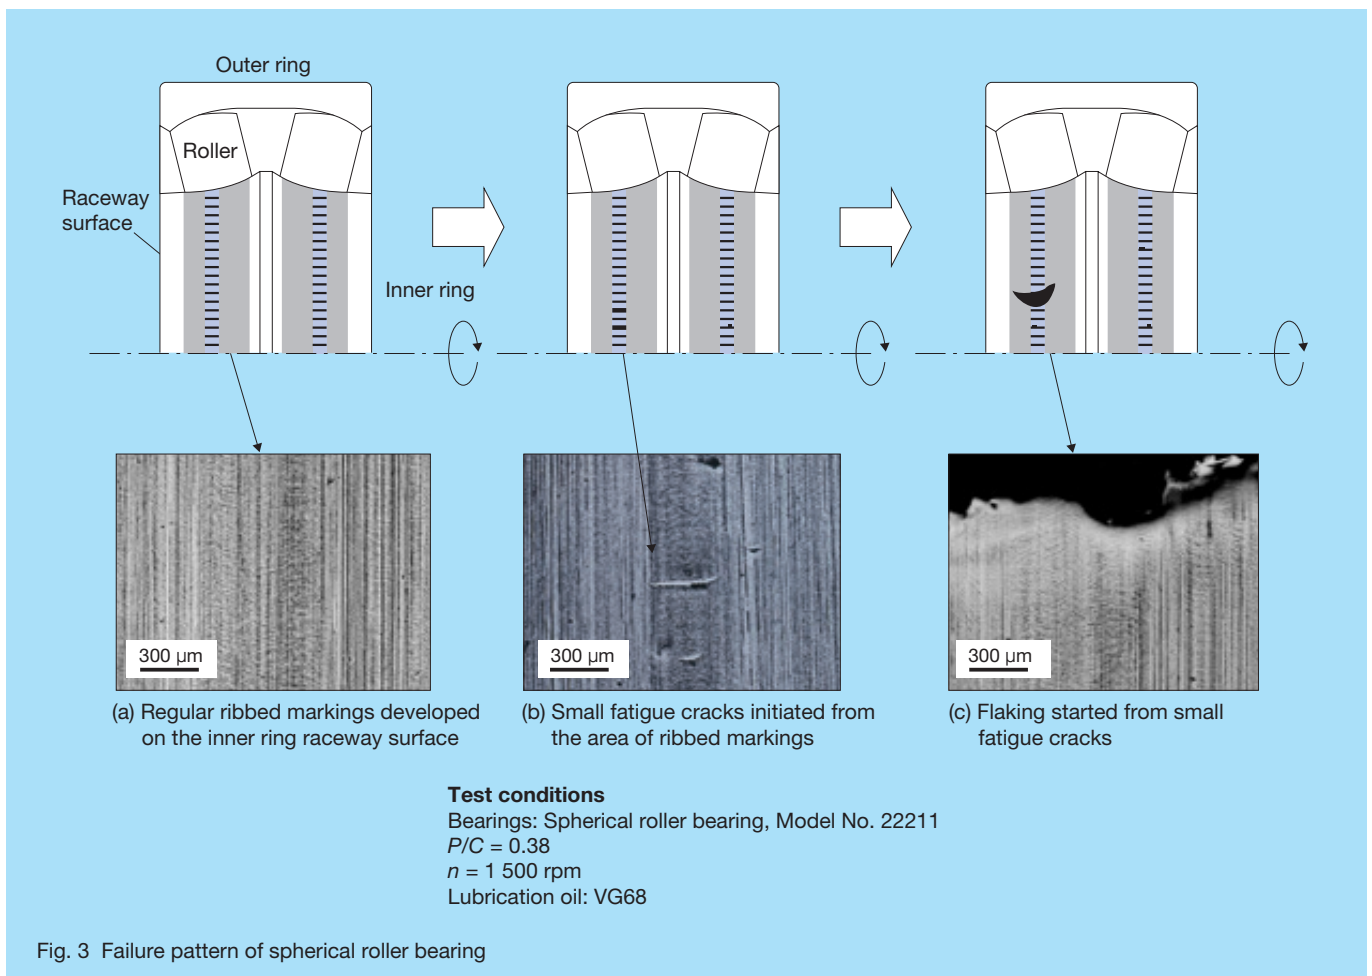 Outer ring
Roller
Raceway
surface
Inner ring
300 µm
300 µm
300 µm
(a) Regular ribbed markings developed
on the inner ring raceway surface
(b) Small fatigue cracks initiated from
the area of ribbed markings
(c) Flaking started from small
fatigue cracks
Test conditions
Bearings: Spherical roller bearing, Model No. 22211
P/C = 0.38
n = 1 500 rpm
Lubrication oil: VG68
Fig. 3 Failure pattern of spherical roller bearing